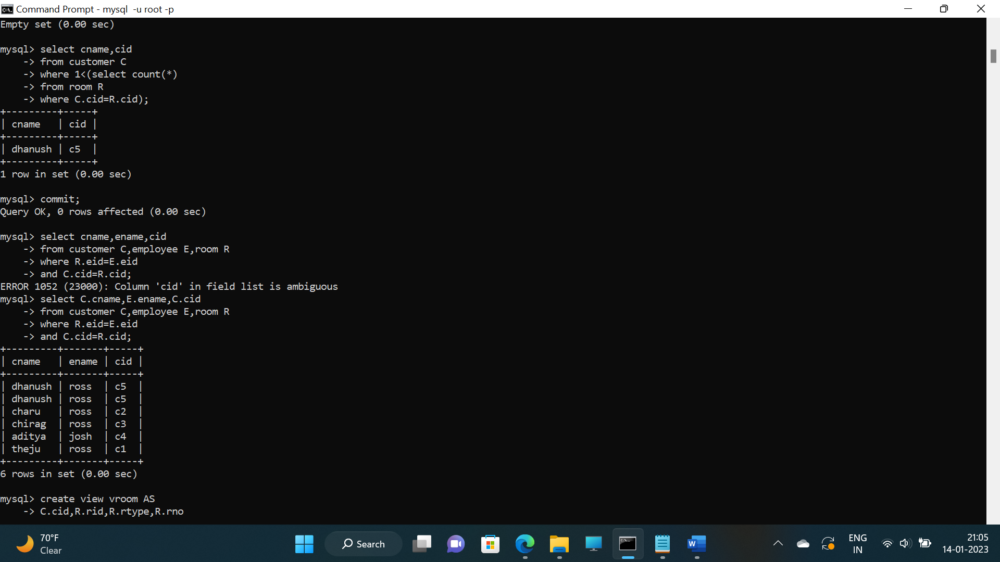 Command Prompt - mysql  -u root -p
Empty set (0.00 sec)
mysql> select cname,cid
    -> from customer C
    -> where 1<(select count(*)
    -> from room R
    -> where C.cid=R.cid);
+---------+-----+
| cname   | cid |
+---------+-----+
| dhanush | c5  |
+---------+-----+
1 row in set (0.00 sec)
mysql> commit;
Query OK, 0 rows affected (0.00 sec)
mysql> select cname,ename,cid
    -> from customer C,employee E,room R
    -> where R.eid=E.eid
    -> and C.cid=R.cid;
ERROR 1052 (23000): Column 'cid' in field list is ambiguous
mysql> select C.cname,E.ename,C.cid
    -> from customer C,employee E,room R
    -> where R.eid=E.eid
    -> and C.cid=R.cid;
+---------+-------+-----+
| cname   | ename | cid |
+---------+-------+-----+
| dhanush | ross  | c5  |
| dhanush | ross  | c5  |
| charu   | ross  | c2  |
| chirag  | ross  | c3  |
| aditya  | josh  | c4  |
| theju   | ross  | c1  |
+---------+-------+-----+
6 rows in set (0.00 sec)
mysql> create view vroom AS
    -> C.cid,R.rid,R.rtype,R.rno
70°F
Clear
Search
ENG
IN
21:05
14-01-2023